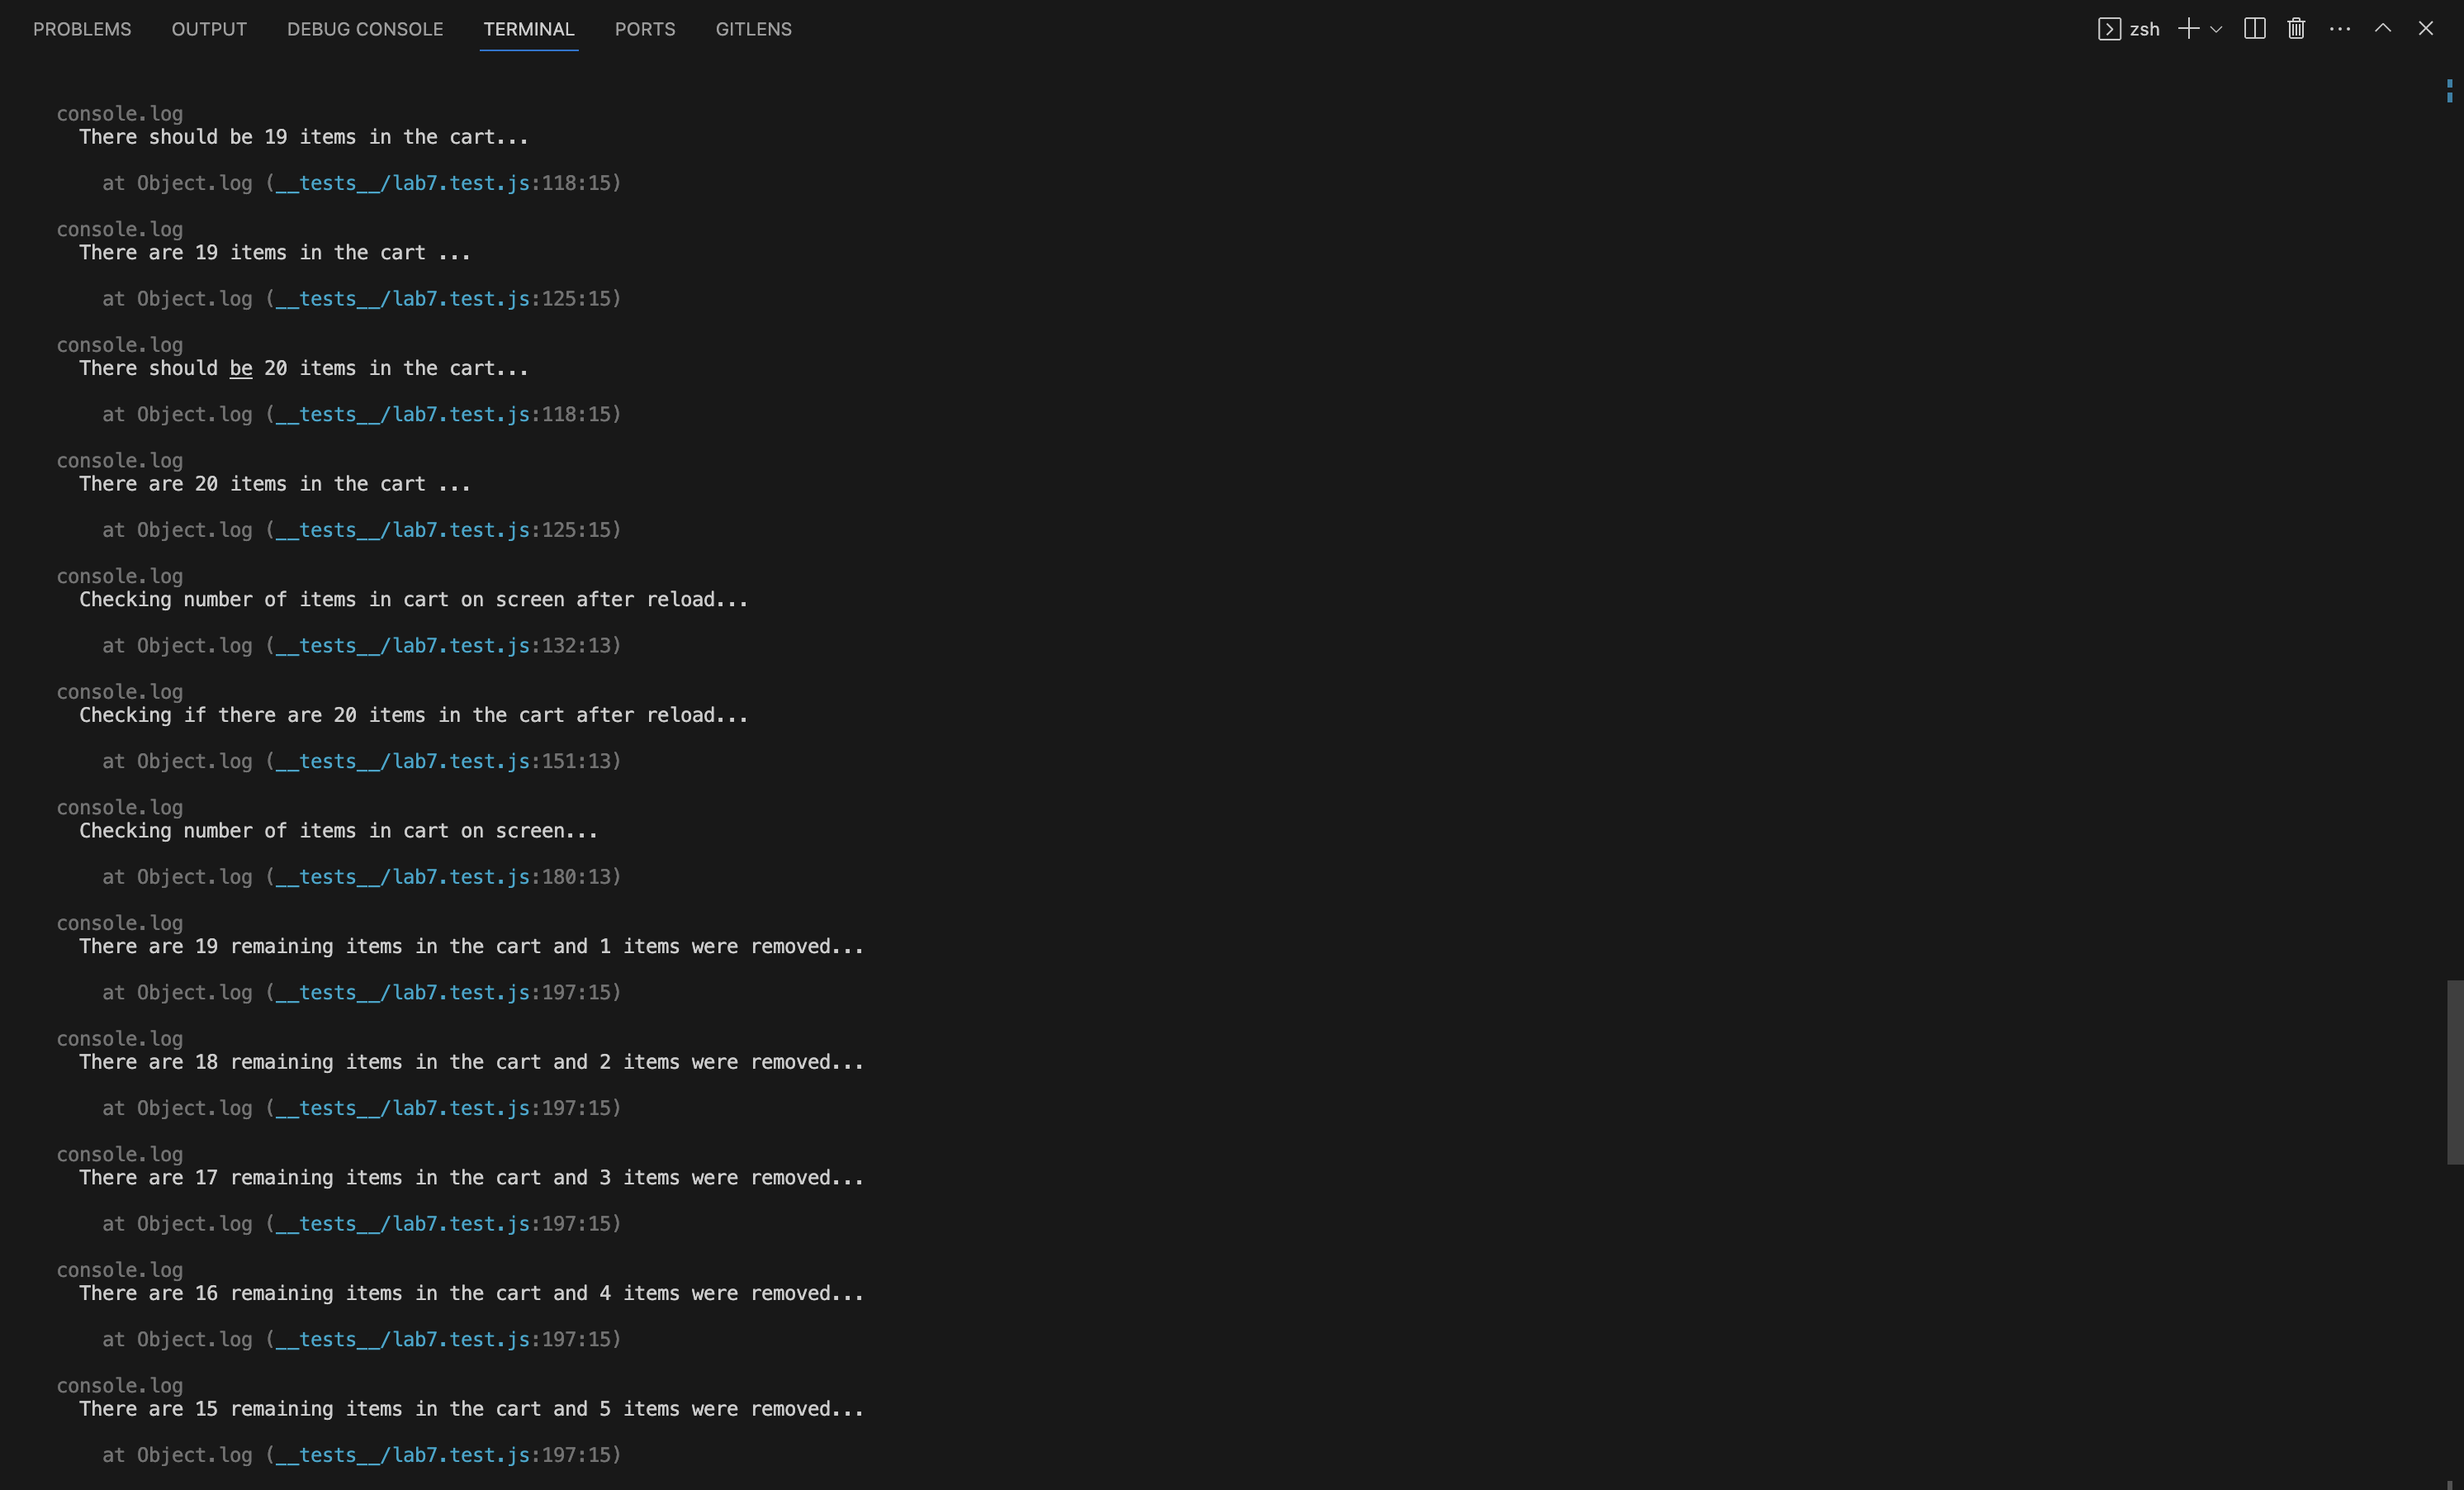 PROBLEMS OUTPUT DEBUG CONSOLE TERMINAL PORTS GITLENS zsh
console.log
There should be 19 items in the cart...
at Object.log (__tests__/lab7.test.js:118:15)
console.log
There are 19 items in the cart ...
at Object.log (__tests__/lab7.test.js:125:15)
console.log
There should be 20 items in the cart...
at Object.log (__tests__/lab7.test.js:118:15)
console.log
There are 20 items in the cart ...
at Object.log (__tests__/lab7.test.js:125:15)
console.log
Checking number of items in cart on screen after reload...
at Object.log (__tests__/lab7.test.js:132:13)
console.log
Checking if there are 20 items in the cart after reload...
at Object.log (__tests__/lab7.test.js:151:13)
console.log
Checking number of items in cart on screen...
at Object.log (__tests__/lab7.test.js:180:13)
console.log
There are 19 remaining items in the cart and 1 items were removed...
at Object.log (__tests__/lab7.test.js:197:15)
console.log
There are 18 remaining items in the cart and 2 items were removed...
at Object.log (__tests__/lab7.test.js:197:15)
console.log
There are 17 remaining items in the cart and 3 items were removed...
at Object.log (__tests__/lab7.test.js:197:15)
console.log
There are 16 remaining items in the cart and 4 items were removed...
at Object.log (__tests__/lab7.test.js:197:15)
console.log
There are 15 remaining items in the cart and 5 items were removed...
at Object.log (__tests__/lab7.test.js:197:15)